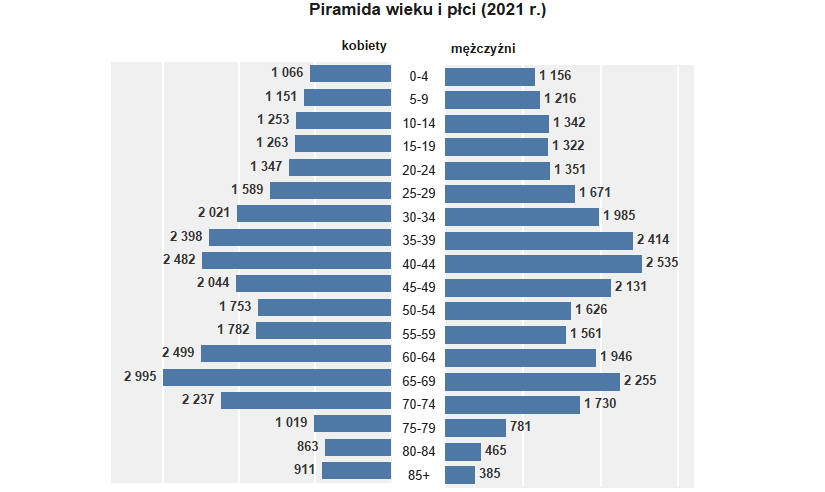 Piramida wieku i płci (2021 r.)
kobiety mężczyźni
1 066 0-4 1 156
1 151 5-9 1 216
1 253 10-14 1 342
1 263 15-19 1 322
1 347 20-24 1 351
1 589 25-29 1 671
2 021 30-34 1 985
2 398 35-39 2 414
2 482 40-44 2 535
2 044 45-49 2 131
1 753 50-54 1 626
1 782 55-59 1 561
2 499 60-64 1 946
2 995 65-69 2 255
2 237 70-74 1 730
1 019 75-79 781
863 80-84 465
911 85+ 385